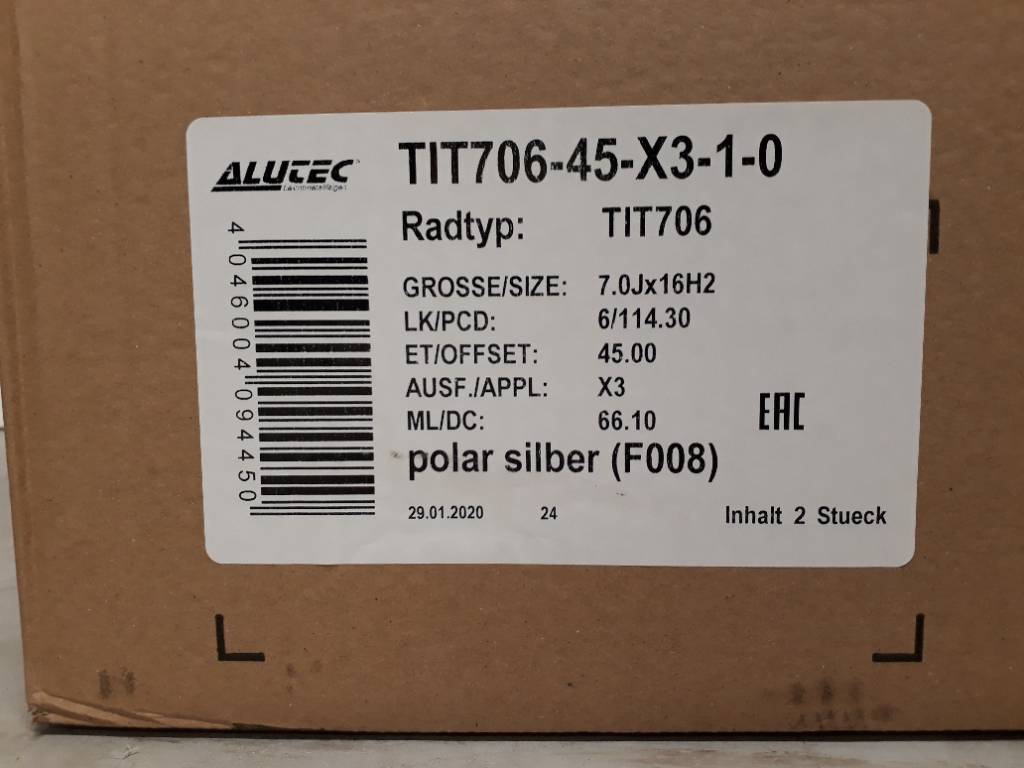 ALUTEC
TIT706-45-X3-1-0
Radtyp: TIT706
GROSSE/SIZE: 7.0Jx16H2
LK/PCD: 6/114.30
ET/OFFSET: 45.00
AUSF./APPL: X3
ML/DC: 66.10
EAC
polar silber (F008)
29.01.2020 24 Inhalt 2 Stueck
4 046004 094450